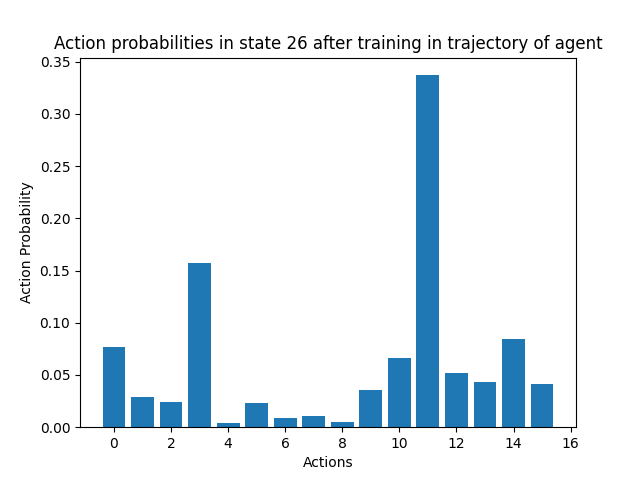 Action probabilities in state 26 after training in trajectory of agent
0.35
0.30
0.25
0.20
0.15
0.10
0.05
0.00
Action Probability
0 2 4 6 8 10 12 14 16
Actions